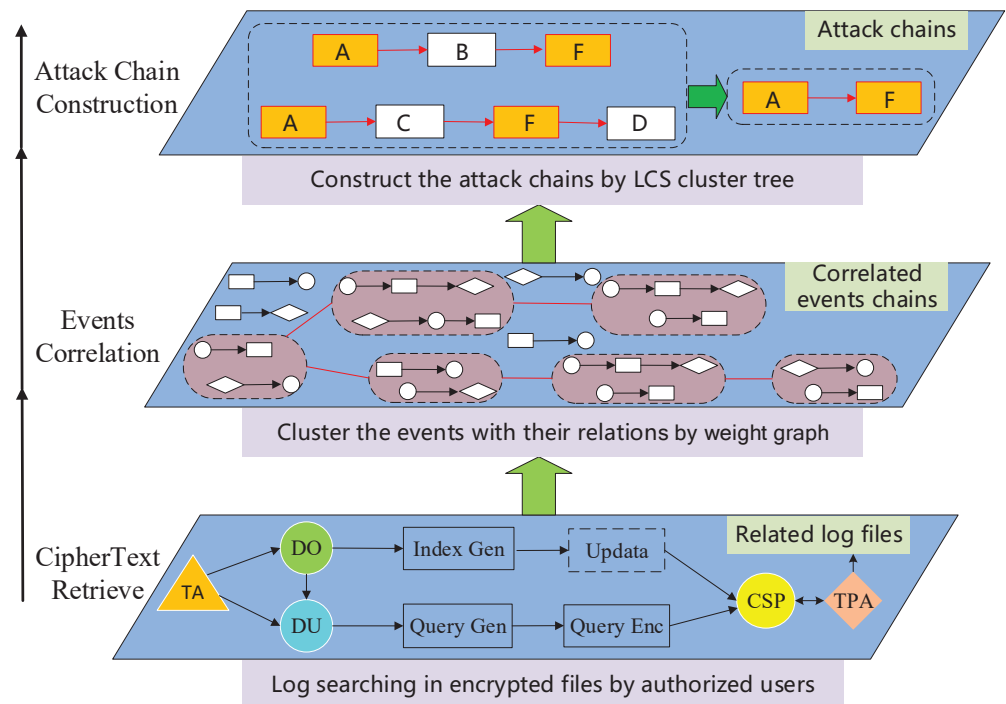 Attack Chain
Construction
Attack chains
A
B
F
A
F
A
C
F
D
Construct the attack chains by LCS cluster tree
Events
Correlation
Correlated
events chains
Cluster the events with their relations by weight graph
CipherText
Retrieve
Related log files
TA
DO
Index Gen
Updata
CSP
TPA
DU
Query Gen
Query Enc
Log searching in encrypted files by authorized users